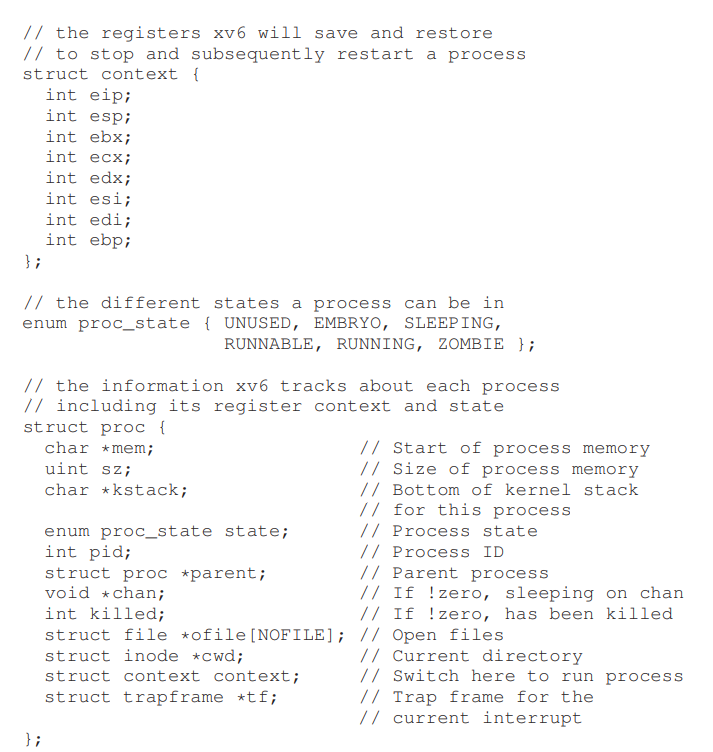 // the registers xv6 will save and restore
// to stop and subsequently restart a process
struct context {
  int eip;
  int esp;
  int ebx;
  int ecx;
  int edx;
  int esi;
  int edi;
  int ebp;
};

// the different states a process can be in
enum proc_state { UNUSED, EMBRYO, SLEEPING,
                  RUNNABLE, RUNNING, ZOMBIE };

// the information xv6 tracks about each process
// including its register context and state
struct proc {
  char *mem;                  // Start of process memory
  uint sz;                    // Size of process memory
  char *kstack;               // Bottom of kernel stack
                              // for this process
  enum proc_state state;      // Process state
  int pid;                    // Process ID
  struct proc *parent;        // Parent process
  void *chan;                 // If !zero, sleeping on chan
  int killed;                 // If !zero, has been killed
  struct file *ofile[NOFILE]; // Open files
  struct inode *cwd;          // Current directory
  struct context context;     // Switch here to run process
  struct trapframe *tf;       // Trap frame for the
                              // current interrupt
};